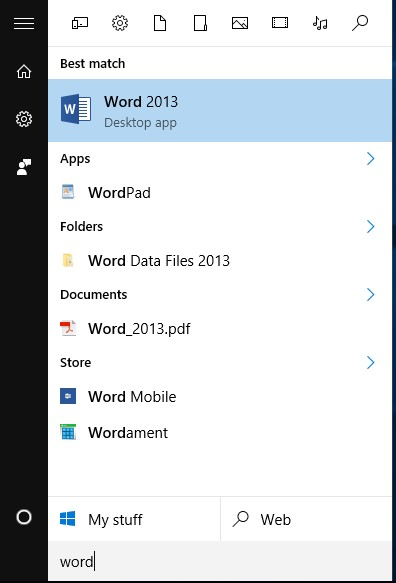 Best match
Word 2013
Desktop app
Apps
WordPad
Folders
Word Data Files 2013
Documents
Word_2013.pdf
Store
Word Mobile
Wordament
My stuff
Web
word